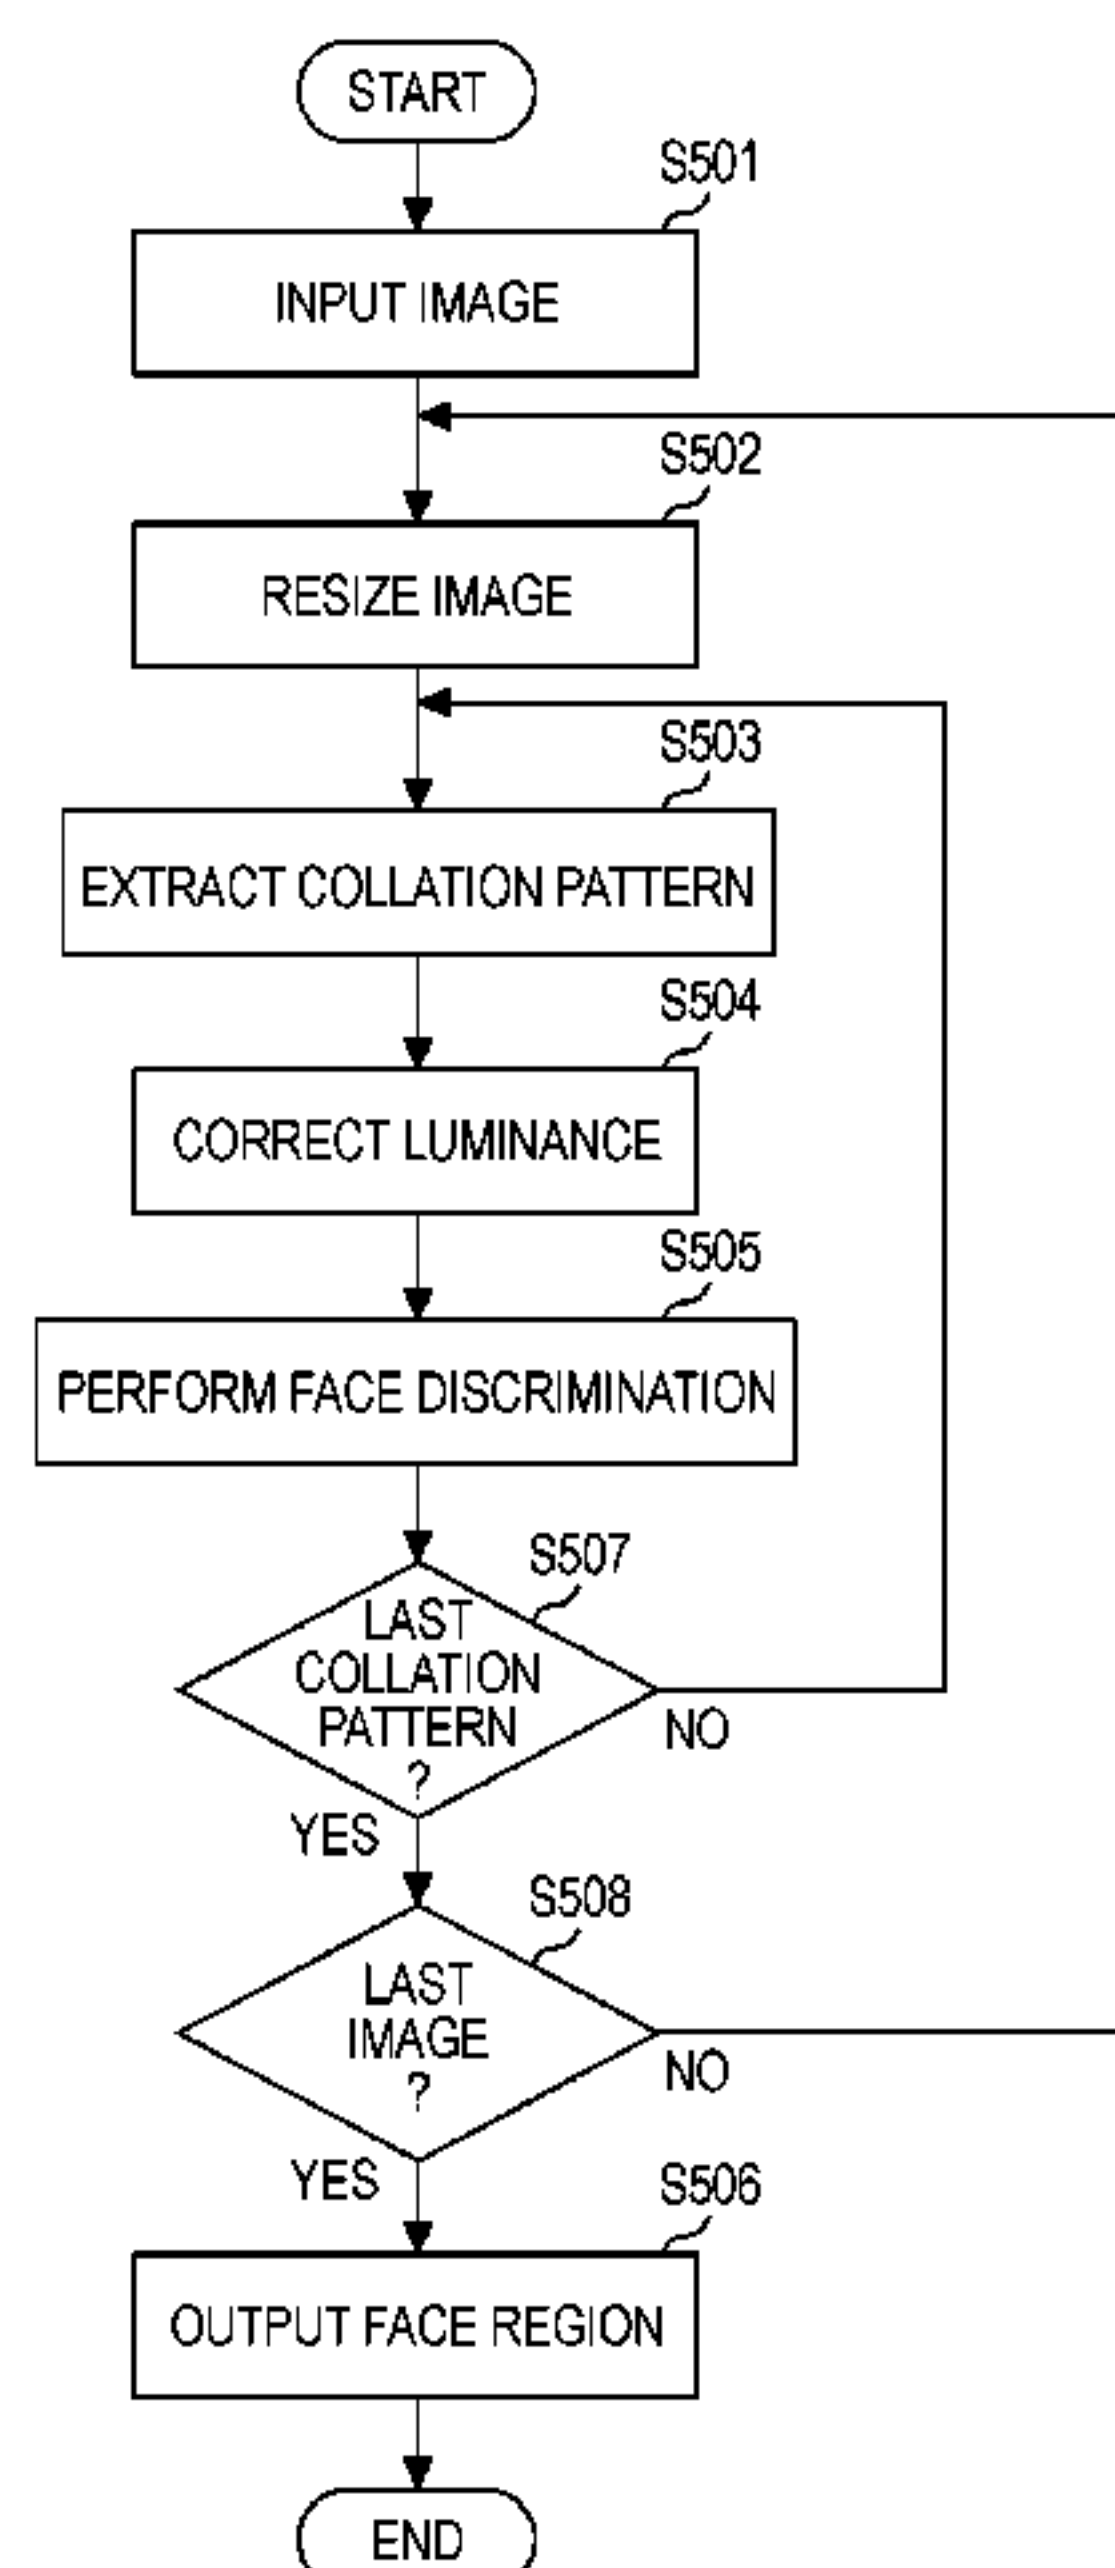 START
S501
INPUT IMAGE
S502
RESIZE IMAGE
S503
EXTRACT COLLATION PATTERN
S504
CORRECT LUMINANCE
S505
PERFORM FACE DISCRIMINATION
S507
LAST
COLLATION
PATTERN
?
NO
YES
S508
LAST
IMAGE
?
NO
YES
S506
OUTPUT FACE REGION
END